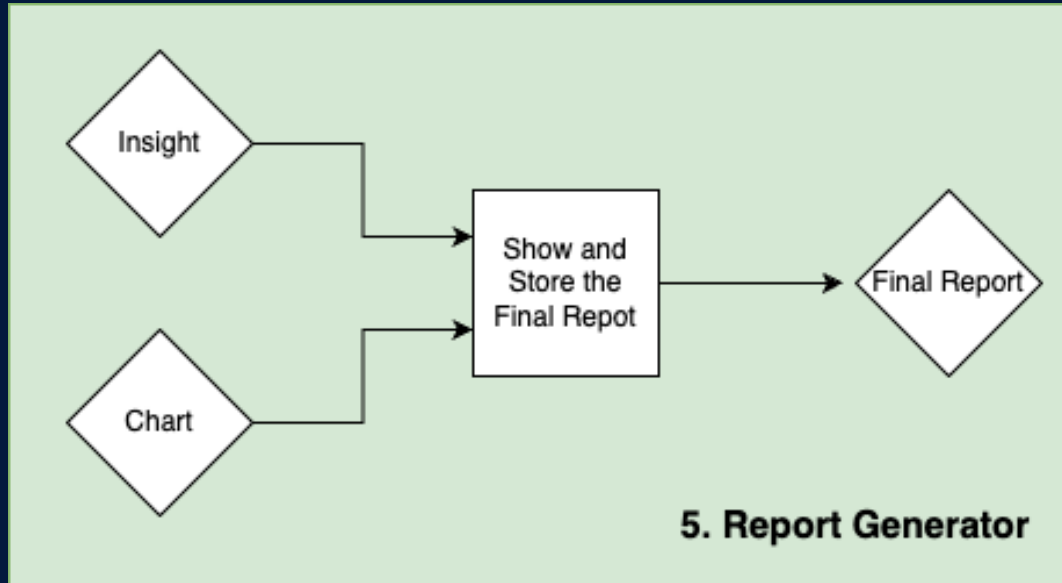 Insight
Show and
Store the
Final Repot
Final Report
Chart
5. Report Generator